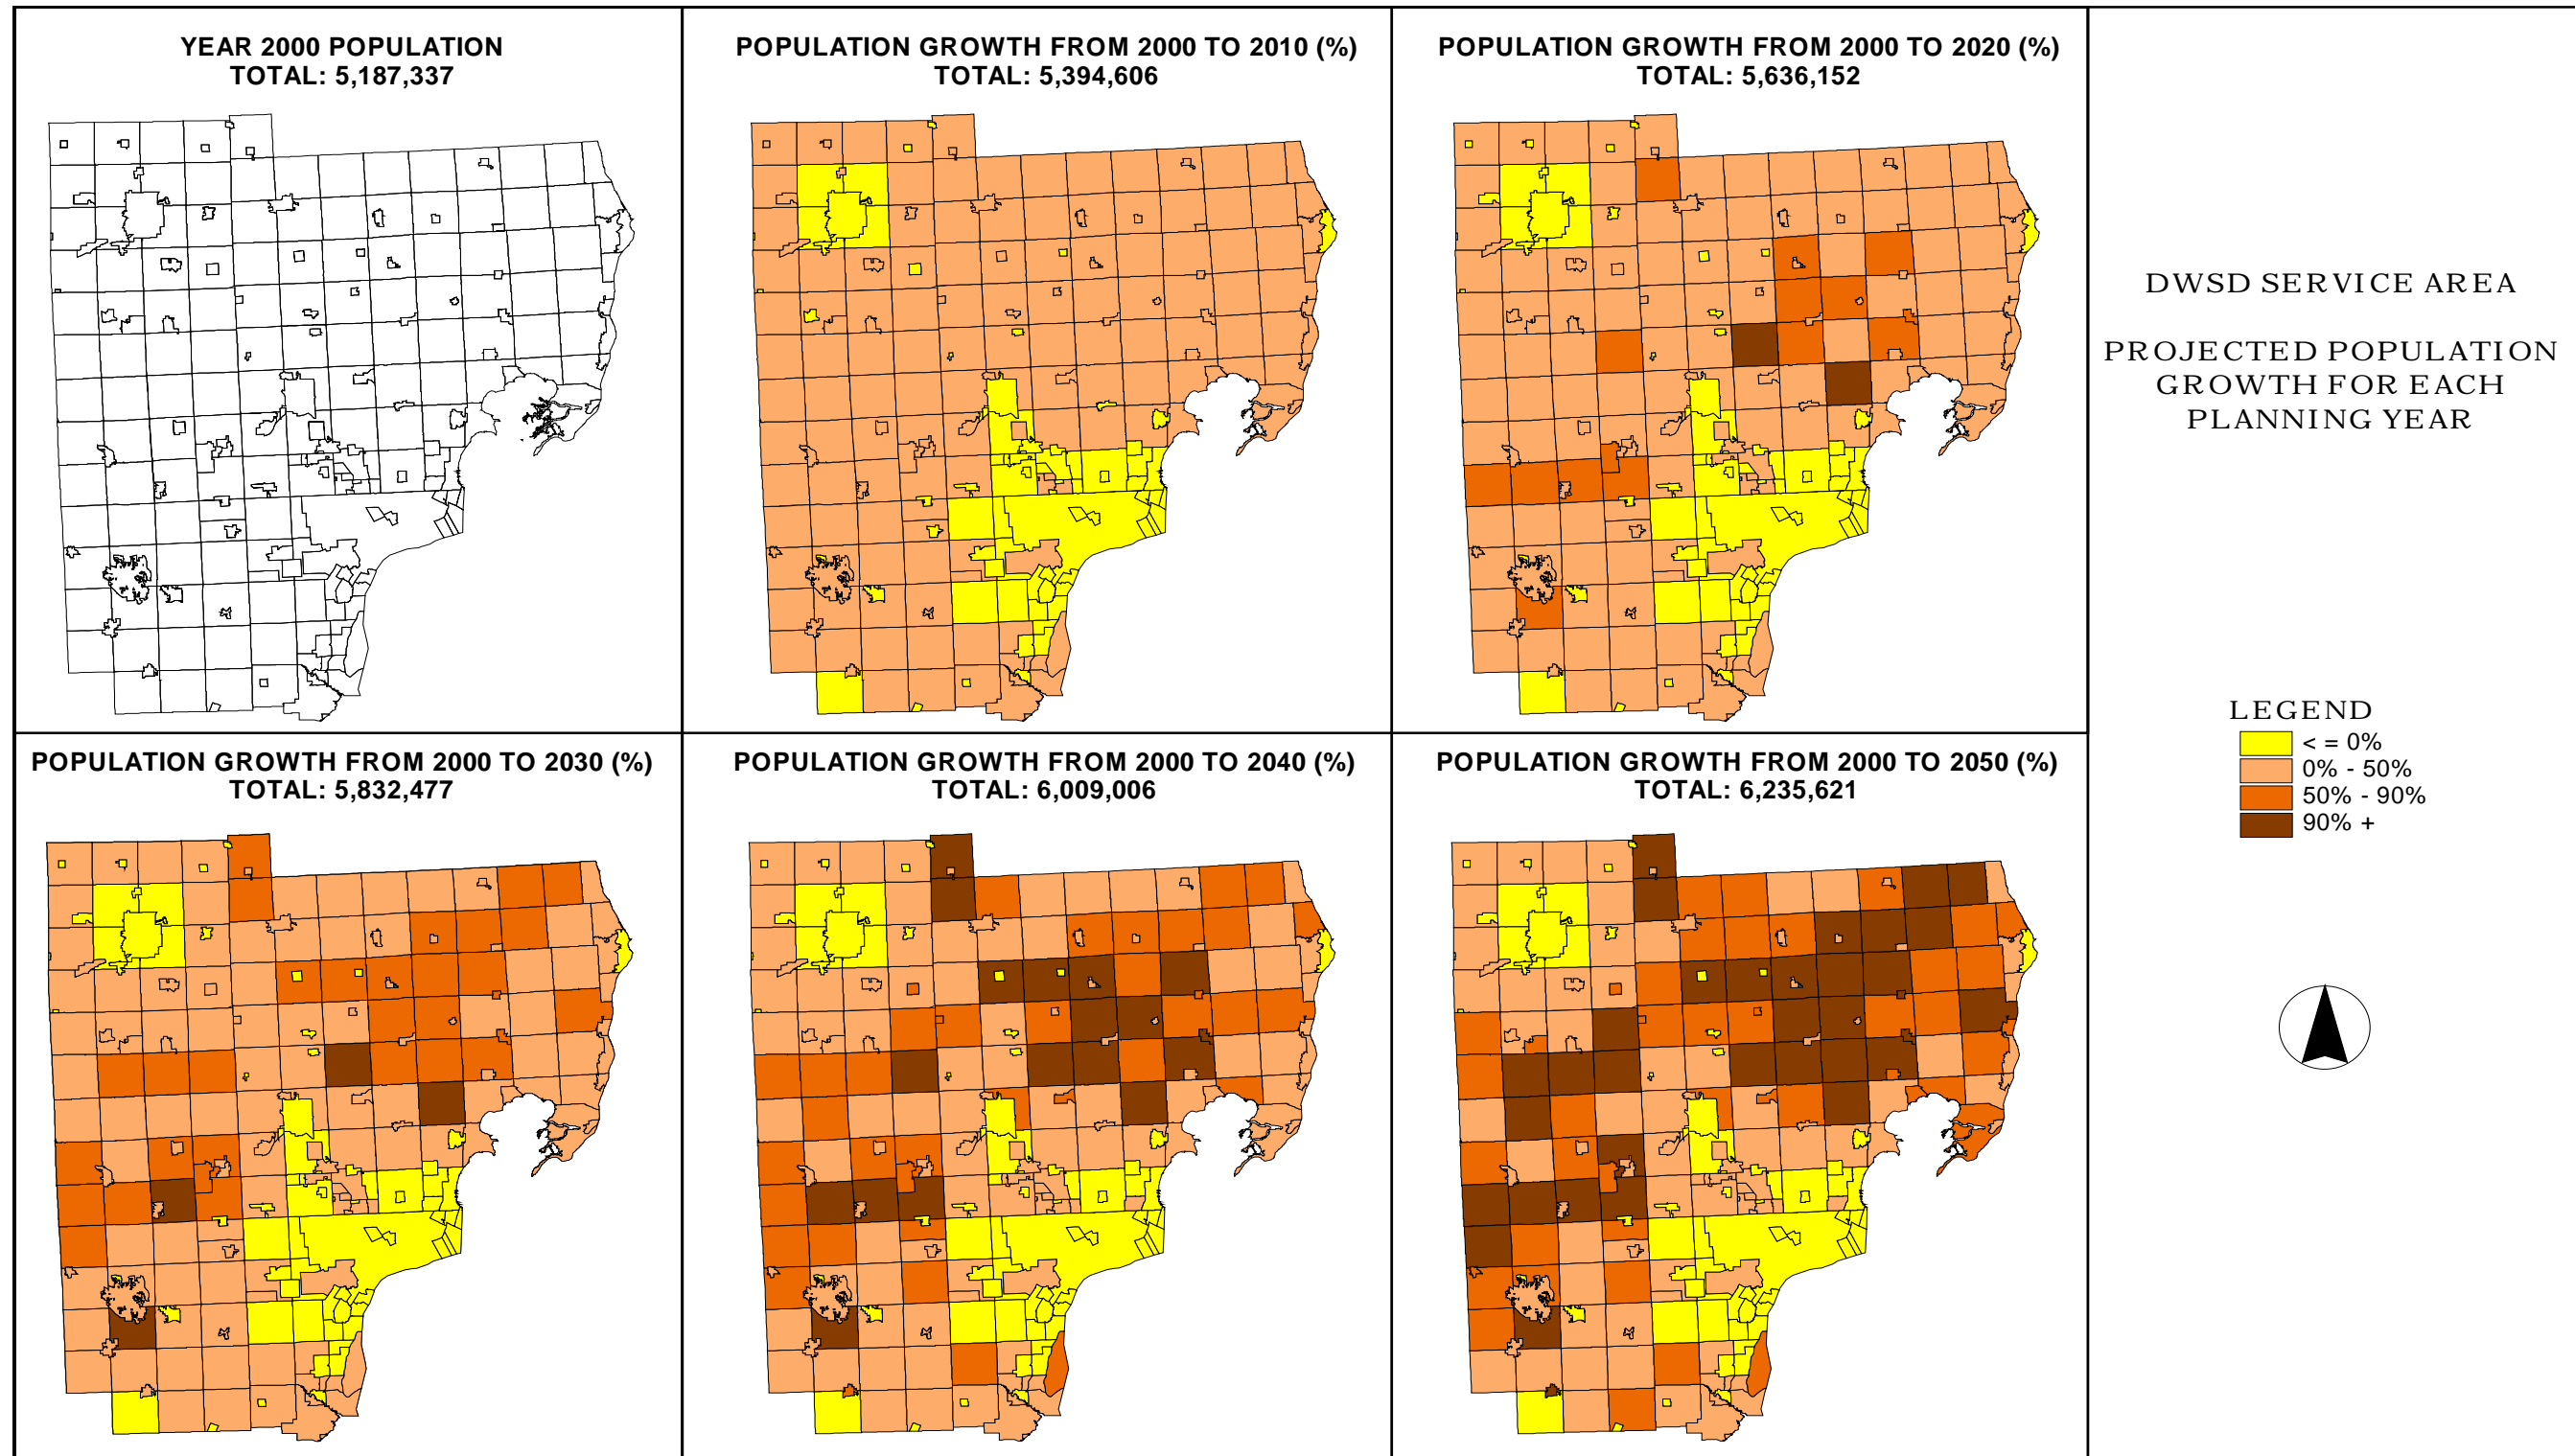 YEAR 2000 POPULATION
TOTAL: 5,187,337
POPULATION GROWTH FROM 2000 TO 2010 (%)
TOTAL: 5,394,606
POPULATION GROWTH FROM 2000 TO 2020 (%)
TOTAL: 5,636,152
DWSD SERVICE AREA
PROJECTED POPULATION
GROWTH FOR EACH
PLANNING YEAR
LEGEND
< = 0%
0% - 50%
50% - 90%
90% +
POPULATION GROWTH FROM 2000 TO 2030 (%)
TOTAL: 5,832,477
POPULATION GROWTH FROM 2000 TO 2040 (%)
TOTAL: 6,009,006
POPULATION GROWTH FROM 2000 TO 2050 (%)
TOTAL: 6,235,621